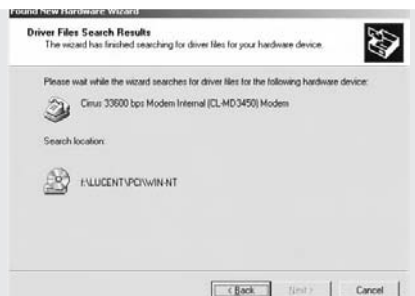 Found New Hardware Wizard
Driver Files Search Results
The wizard has finished searching for driver files for your hardware device.
Please wait while the wizard searches for driver files for the following hardware device:
Cirrus 33600 bps Modem Internal (CL-MD3450) Modem
Search location:
f:\LUCENT\PCI\WIN-NT
< Back
Next >
Cancel